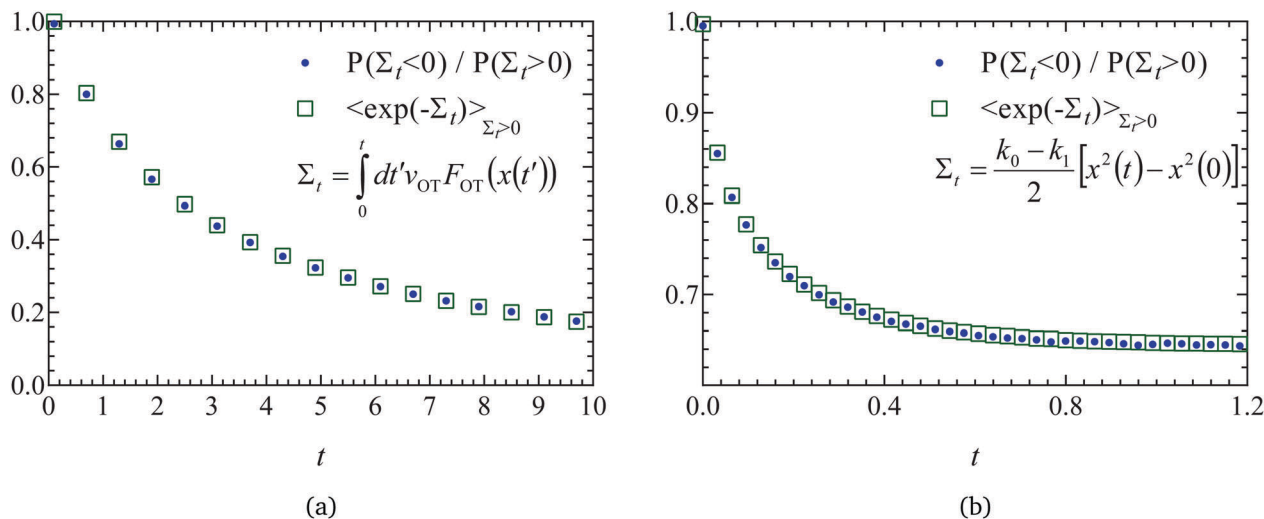 1.0
0.8
0.6
0.4
0.2
0.0
P(Σt<0) / P(Σt>0)
<exp(-Σt)>Σt>0
Σt = ∫0t dt′vOT FOT(x(t′))
0 1 2 3 4 5 6 7 8 9 10
t
(a)
1.0
0.9
0.8
0.7
P(Σt<0) / P(Σt>0)
<exp(-Σt)>Σt>0
Σt = k0 − k1 / 2 [x2(t) − x2(0)]
0.0 0.4 0.8 1.2
t
(b)